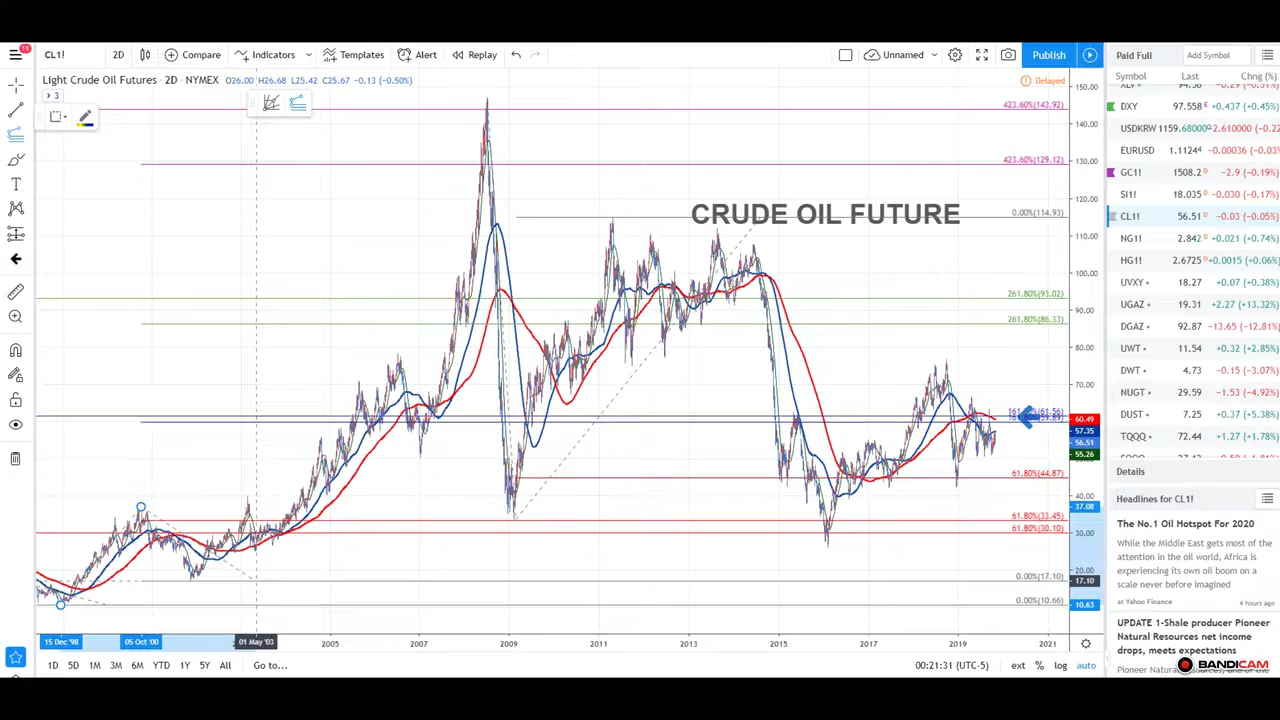 11
CL1!
2D
Compare
Indicators
Templates
Alert
Replay
Unnamed
Publish
Paid Full
Add Symbol
Light Crude Oil Futures · 2D · NYMEX O26.00 H26.68 L25.42 C25.67 −0.13 (−0.50%)
Delayed
3
Symbol Last Chng (%)
DXY 97.558 E +0.437 (+0.45%)
USDKRW 1159.68000
EURUSD 1.11244 −0.00036 (−0.03%
GC1! 1508.2 D −2.9 (−0.19%)
SI1! 18.035 D −0.030 (−0.17%)
CL1! 56.51 D −0.03 (−0.05%)
NG1! 2.842 D +0.021 (+0.74%)
HG1! 2.6725 D +0.0015 (+0.06%
UVXY 18.27 +0.07 (+0.38%)
UGAZ 19.31 +2.27 (+13.32%)
DGAZ 92.87 −13.65 (−12.81%)
UWT 11.54 +0.32 (+2.85%)
DWT 4.73 −0.15 (−3.07%)
NUGT 29.59 −1.53 (−4.92%)
DUST 7.25 +0.37 (+5.38%)
TQQQ 72.44 +1.27 (+1.78%)
Details
Headlines for CL1!
The No.1 Oil Hotspot For 2020
While the Middle East gets most of the
attention in the oil world, Africa is
experiencing its own oil boom on a
scale never before imagined
at Yahoo Finance 4 hours ago
UPDATE 1-Shale producer Pioneer
Natural Resources net income
drops, meets expectations
BANDICAM
CRUDE OIL FUTURE
423.60%(143.92)
423.60%(129.12)
0.00%(114.93)
261.80%(93.02)
261.80%(86.33)
61.80%(44.87)
61.80%(33.45)
61.80%(30.10)
0.00%(17.10)
0.00%(10.66)
150.00
140.00
130.00
120.00
110.00
100.00
90.00
80.00
70.00
60.49
57.35
56.51
55.26
40.00
37.08
20.00
17.10
10.63
15 Dec '98
05 Oct '00
01 May '03
2005 2007 2009 2011 2013 2015 2017 2019 2021
1D 5D 1M 3M 6M YTD 1Y 5Y All Go to...
00:21:31 (UTC-5) ext % log auto